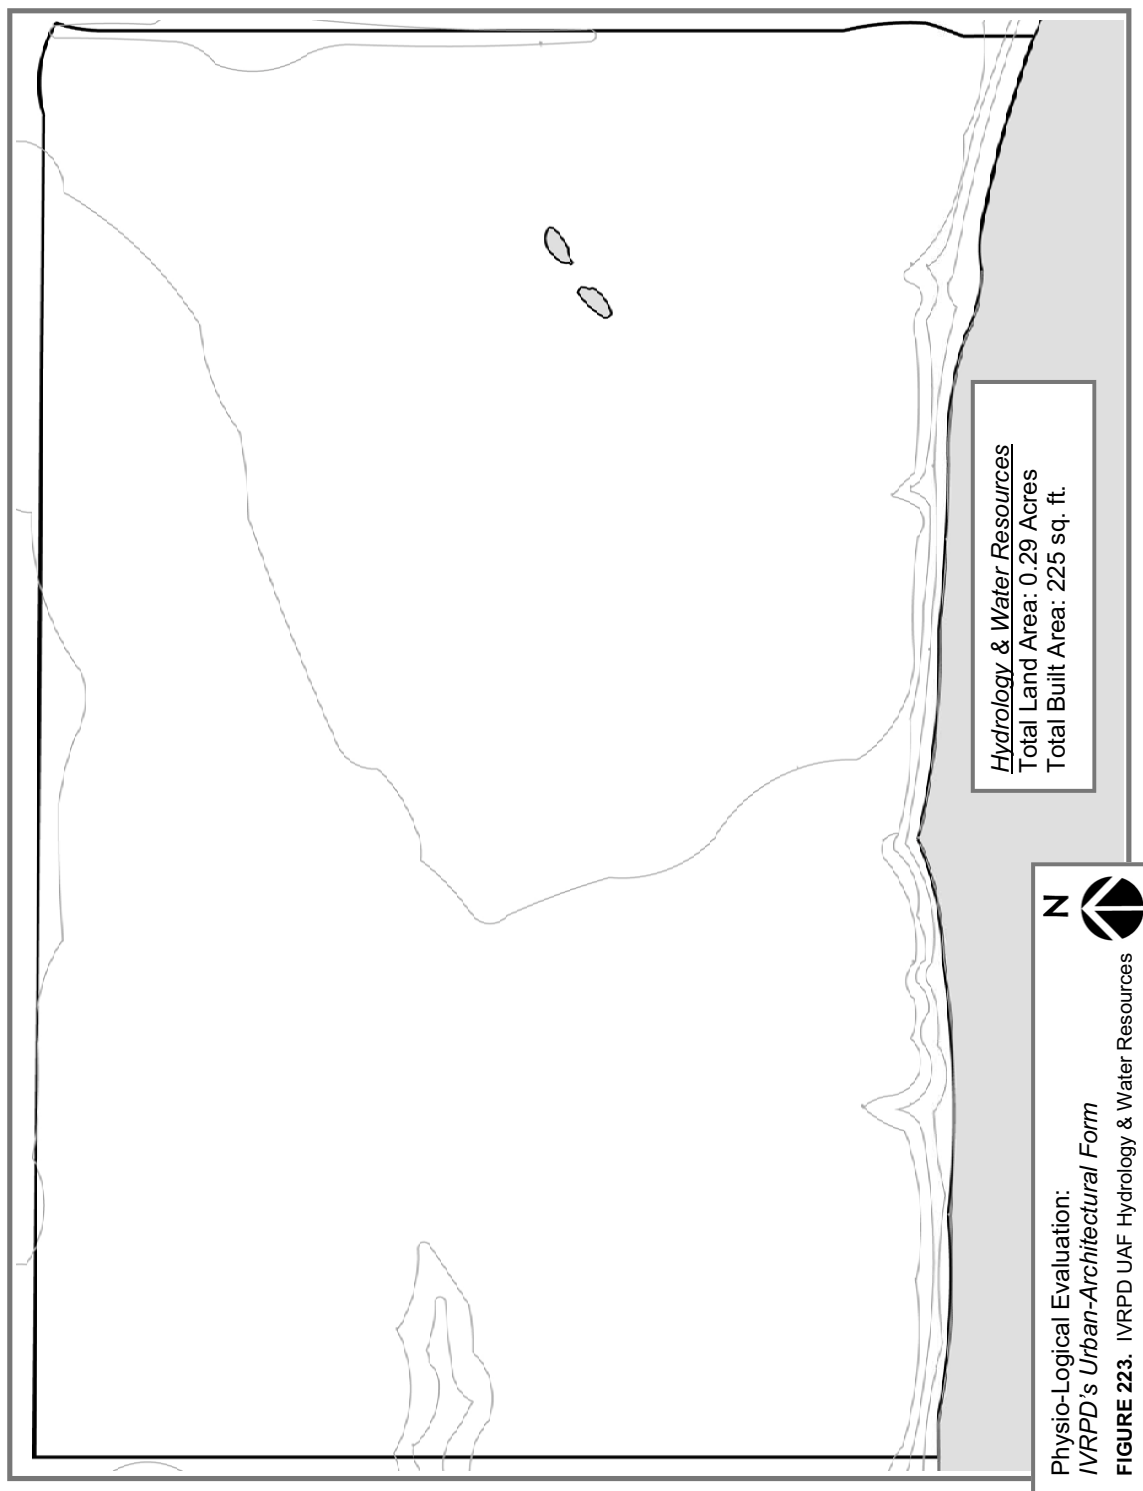 Hydrology & Water Resources
Total Land Area: 0.29 Acres
Total Built Area: 225 sq. ft.
N
Physio-Logical Evaluation:
IVRPD's Urban-Architectural Form
FIGURE 223. IVRPD UAF Hydrology & Water Resources